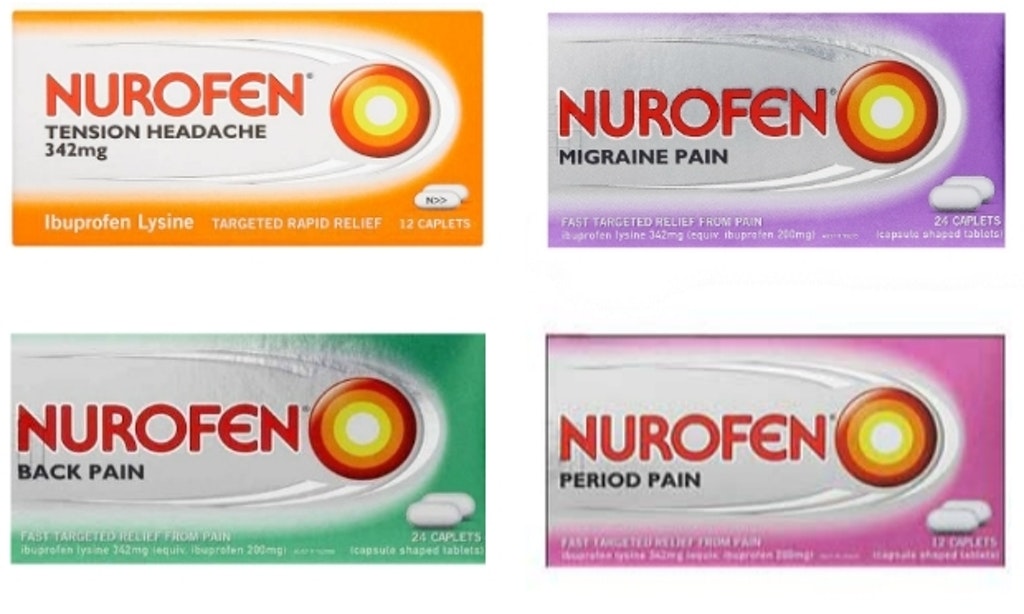 NUROFEN®
TENSION HEADACHE
342mg
N>>
Ibuprofen Lysine TARGETED RAPID RELIEF 12 CAPLETS
NUROFEN®
MIGRAINE PAIN
FAST TARGETED RELIEF FROM PAIN 24 CAPLETS
ibuprofen lysine 342mg (equiv. ibuprofen 200mg) (capsule shaped tablets)
NUROFEN®
BACK PAIN
FAST TARGETED RELIEF FROM PAIN 24 CAPLETS
ibuprofen lysine 342mg (equiv. ibuprofen 200mg) (capsule shaped tablets)
NUROFEN®
PERIOD PAIN
FAST TARGETED RELIEF FROM PAIN 12 CAPLETS
ibuprofen lysine 342mg (equiv. ibuprofen 200mg) (capsule shaped tablets)